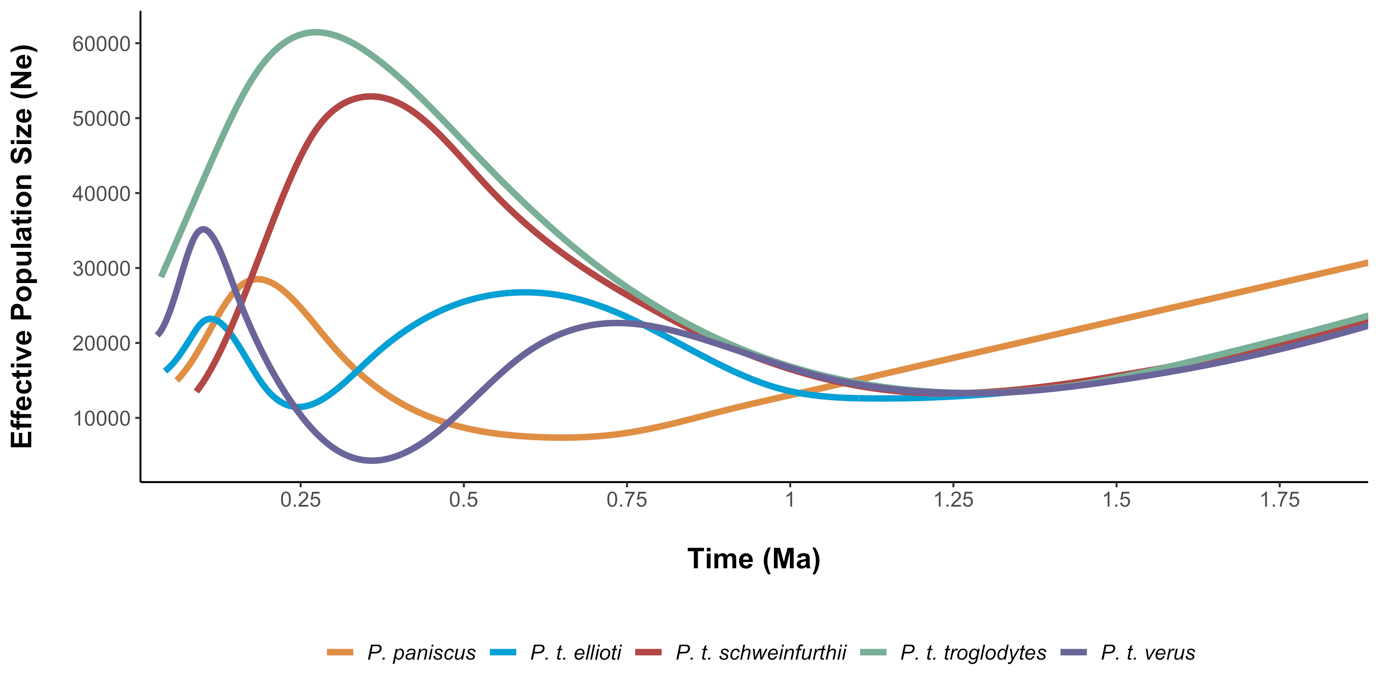 Effective Population Size (Ne)
60000
50000
40000
30000
20000
10000
0.25 0.5 0.75 1 1.25 1.5 1.75
Time (Ma)
P. paniscus P. t. ellioti P. t. schweinfurthii P. t. troglodytes P. t. verus